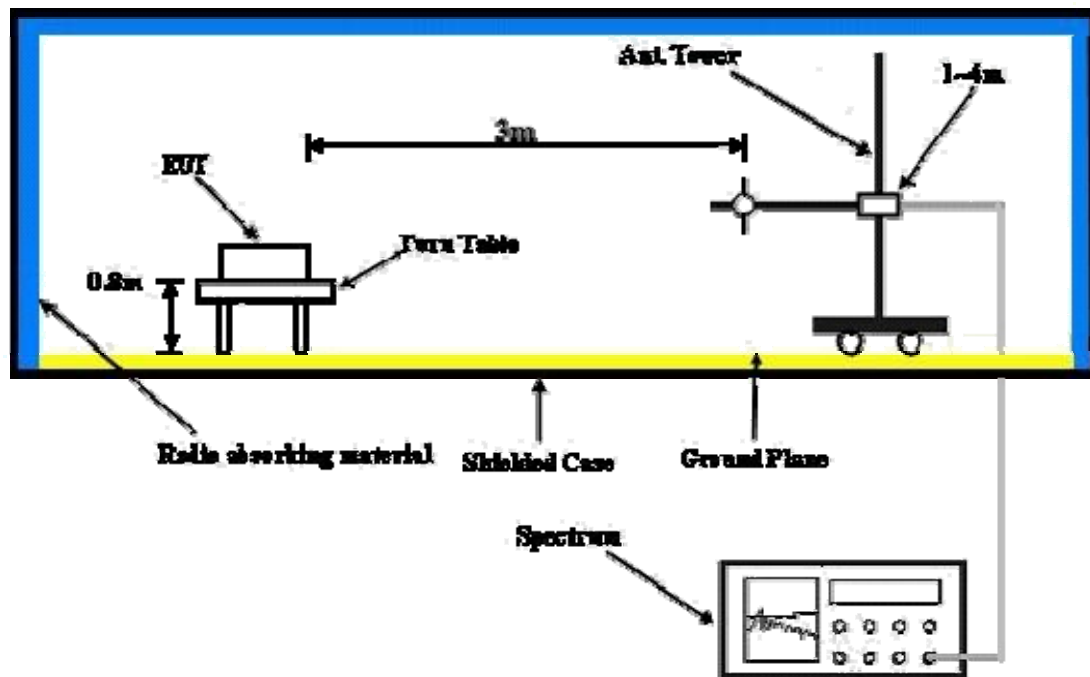 Ant. Tower
1-4m
3m
EUT
Turn Table
0.8m
Radio absorbing material
Shielded Case
Ground Plane
Spectrum